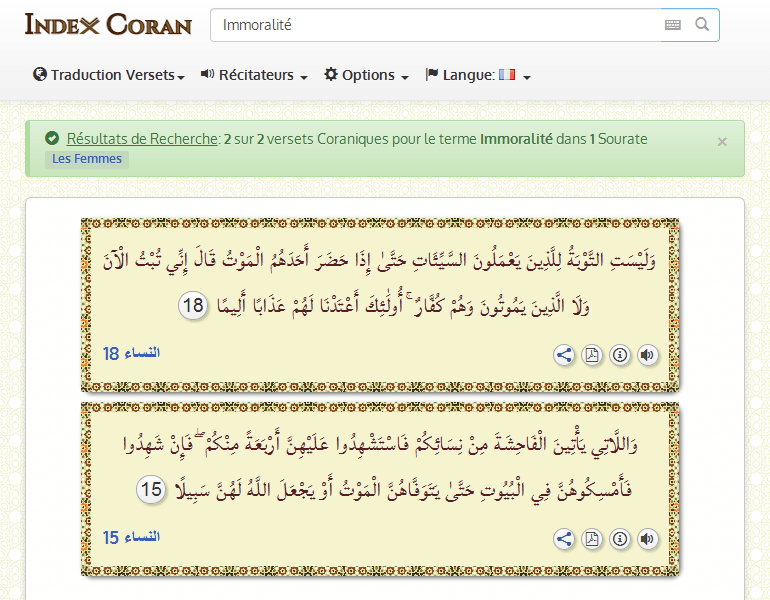 INDEX CORAN
Immoralité
Traduction Versets
Récitateurs
Options
Langue:
Résultats de Recherche: 2 sur 2 versets Coraniques pour le terme Immoralité dans 1 Sourate
×
Les Femmes
وَلَيْسَتِ التَّوْبَةُ لِلَّذِينَ يَعْمَلُونَ السَّيِّئَاتِ حَتَّىٰ إِذَا حَضَرَ أَحَدَهُمُ الْمَوْتُ قَالَ إِنِّي تُبْتُ الْآنَ
وَلَا الَّذِينَ يَمُوتُونَ وَهُمْ كُفَّارٌ ۚ أُولَٰئِكَ أَعْتَدْنَا لَهُمْ عَذَابًا أَلِيمًا 18
النساء 18
وَاللَّاتِي يَأْتِينَ الْفَاحِشَةَ مِنْ نِسَائِكُمْ فَاسْتَشْهِدُوا عَلَيْهِنَّ أَرْبَعَةً مِنْكُمْ ۖ فَإِنْ شَهِدُوا
فَأَمْسِكُوهُنَّ فِي الْبُيُوتِ حَتَّىٰ يَتَوَفَّاهُنَّ الْمَوْتُ أَوْ يَجْعَلَ اللَّهُ لَهُنَّ سَبِيلًا 15
النساء 15